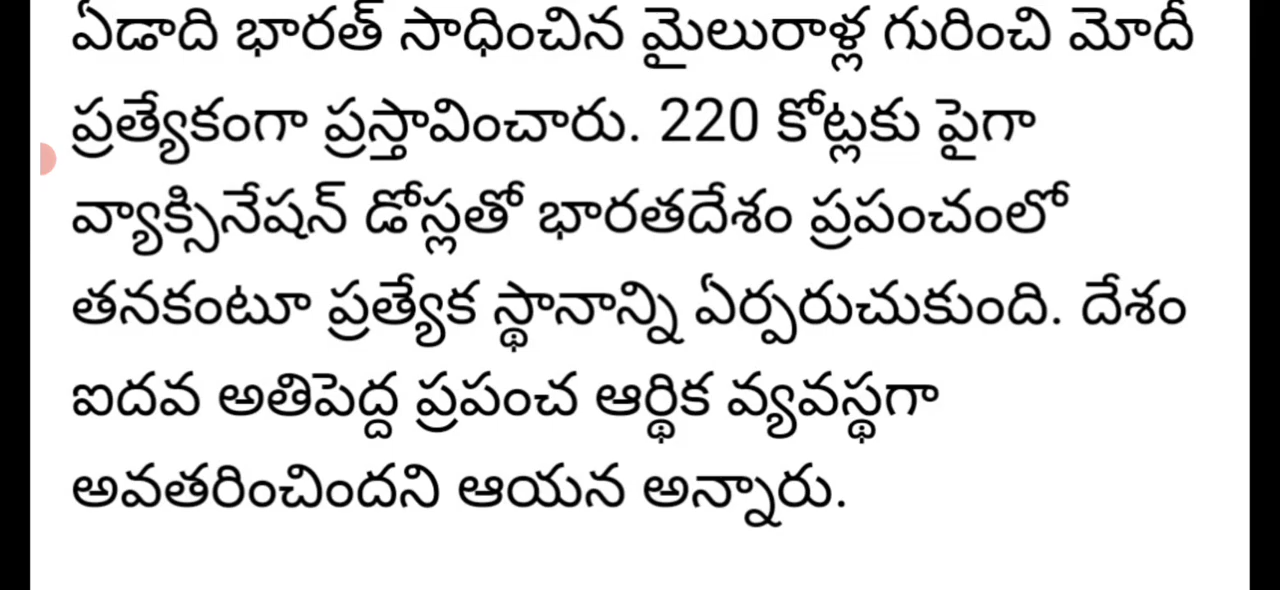 ఏడాది భారత్ సాధించిన మైలురాళ్ల గురించి మోదీ
ప్రత్యేకంగా ప్రస్తావించారు. 220 కోట్లకు పైగా
వ్యాక్సినేషన్ డోస్లతో భారతదేశం ప్రపంచంలో
తనకంటూ ప్రత్యేక స్థానాన్ని ఏర్పరుచుకుంది. దేశం
ఐదవ అతిపెద్ద ప్రపంచ ఆర్థిక వ్యవస్థగా
అవతరించిందని ఆయన అన్నారు.